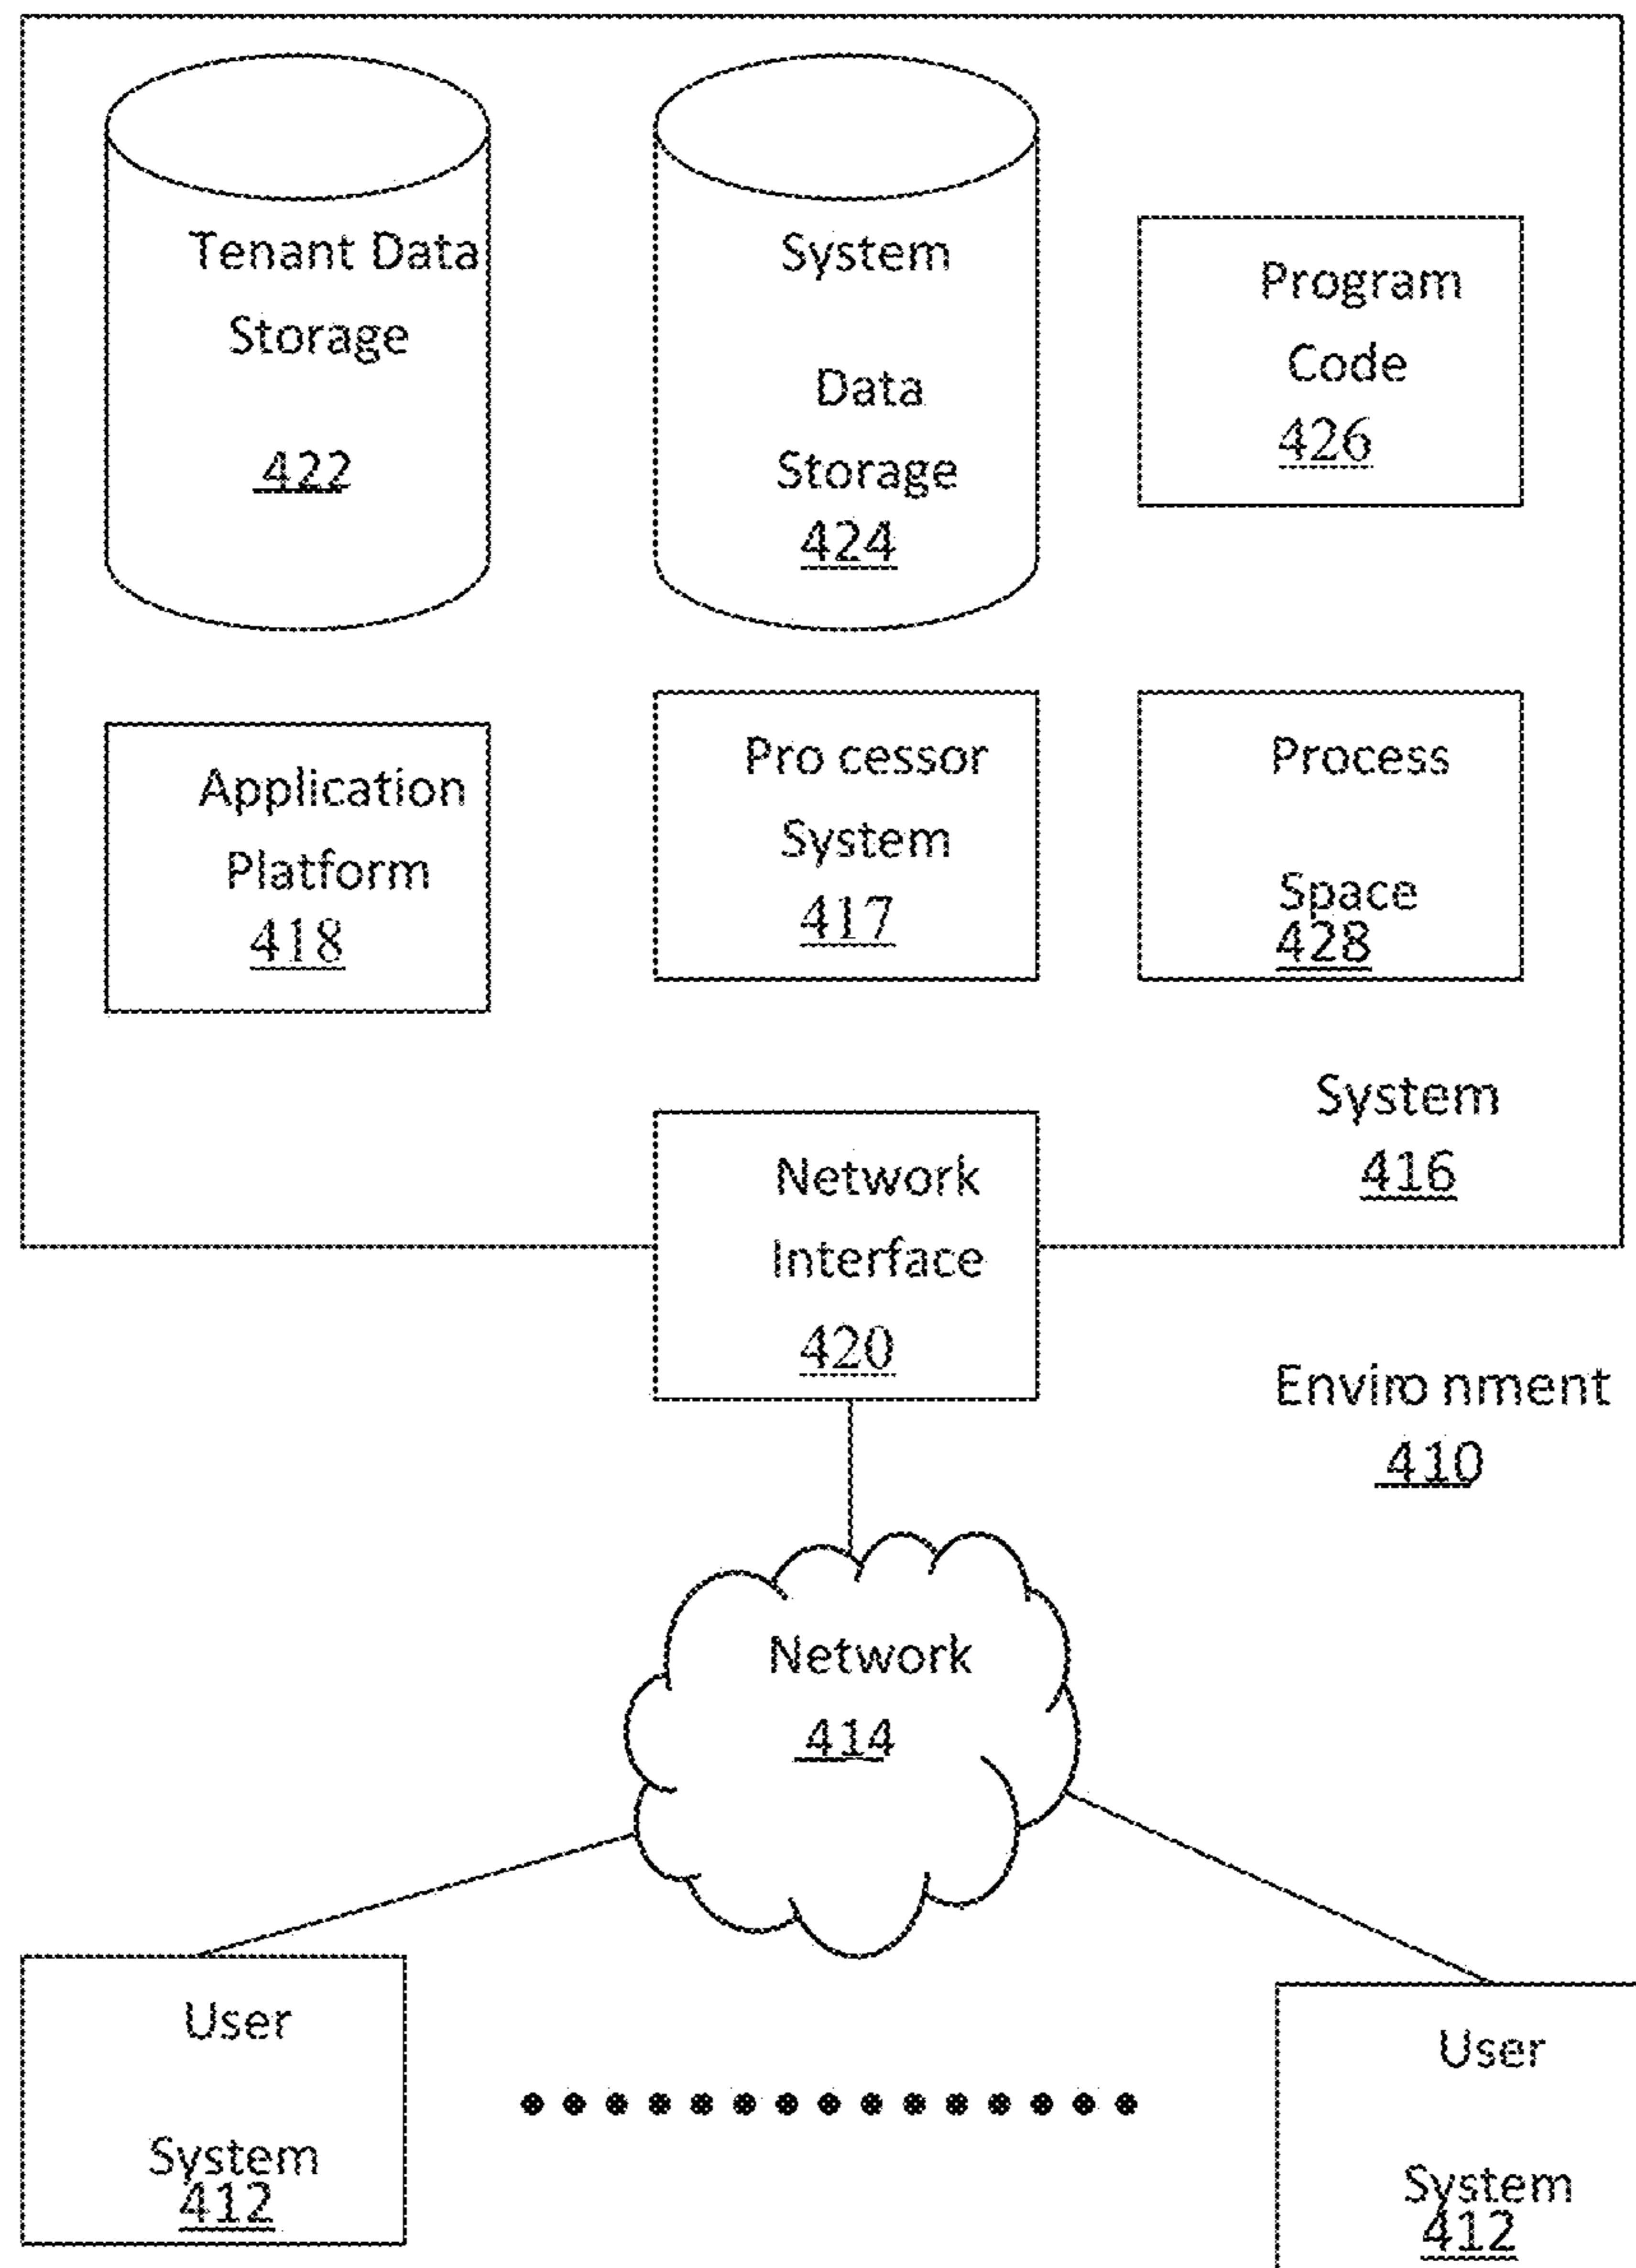 Tenant Data
Storage
422
System
Data
Storage
424
Program
Code
426
Application
Platform
418
Pro cessor
System
417
Process
Space
428
System
416
Network
Interface
420
Enviro nment
410
Network
414
User
System
412
User
System
412